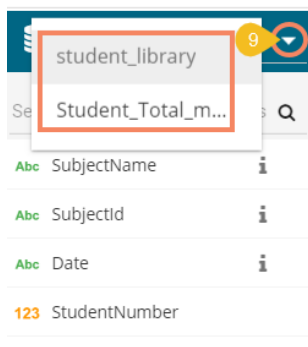 9
student_library
Student_Total_m...
Se s
Abc SubjectName i
Abc SubjectId i
Abc Date i
123 StudentNumber